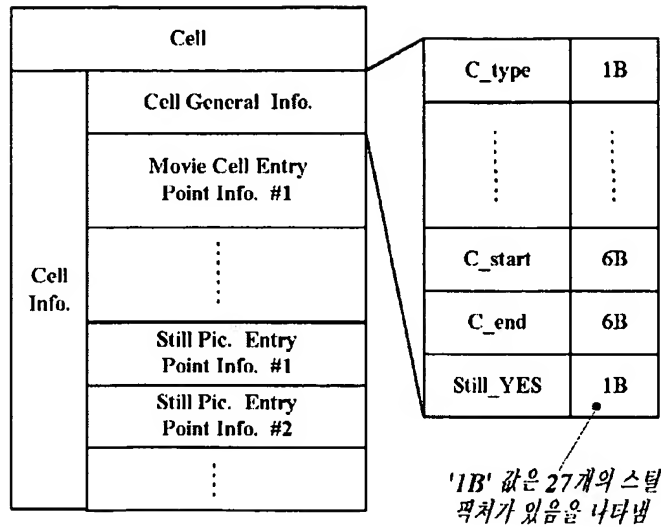 Cell
Cell
Info.
Cell General Info.
Movie Cell Entry
Point Info. #1
Still Pic. Entry
Point Info. #1
Still Pic. Entry
Point Info. #2
C_type 1B
C_start 6B
C_end 6B
Still_YES 1B
'1B' 값은 27개의 스틸
픽처가 있음을 나타냄